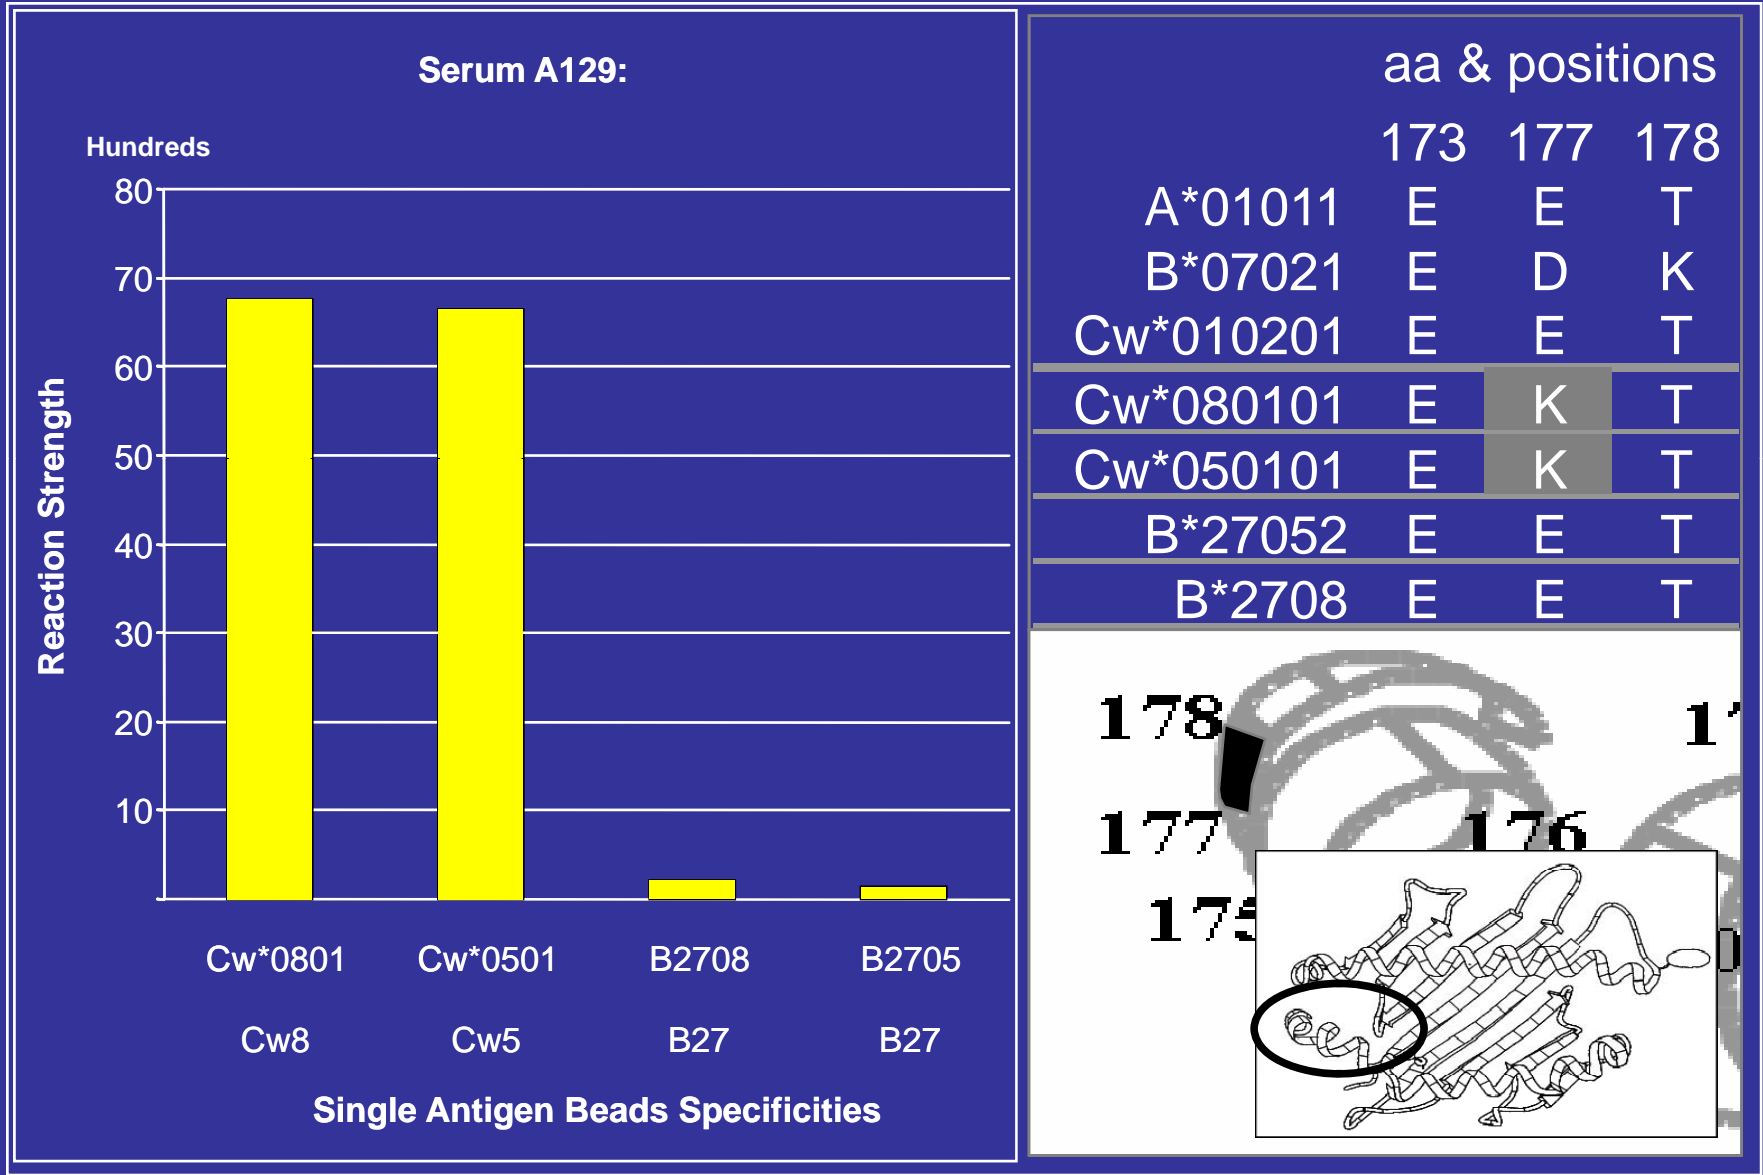 Serum A129:
Hundreds
80
70
60
50
40
30
20
10
Reaction Strength
Cw*0801 Cw*0501 B2708 B2705
Cw8 Cw5 B27 B27
Single Antigen Beads Specificities
aa & positions
173 177 178
A*01011 E E T
B*07021 E D K
Cw*010201 E E T
Cw*080101 E K T
Cw*050101 E K T
B*27052 E E T
B*2708 E E T
178
177 176
175